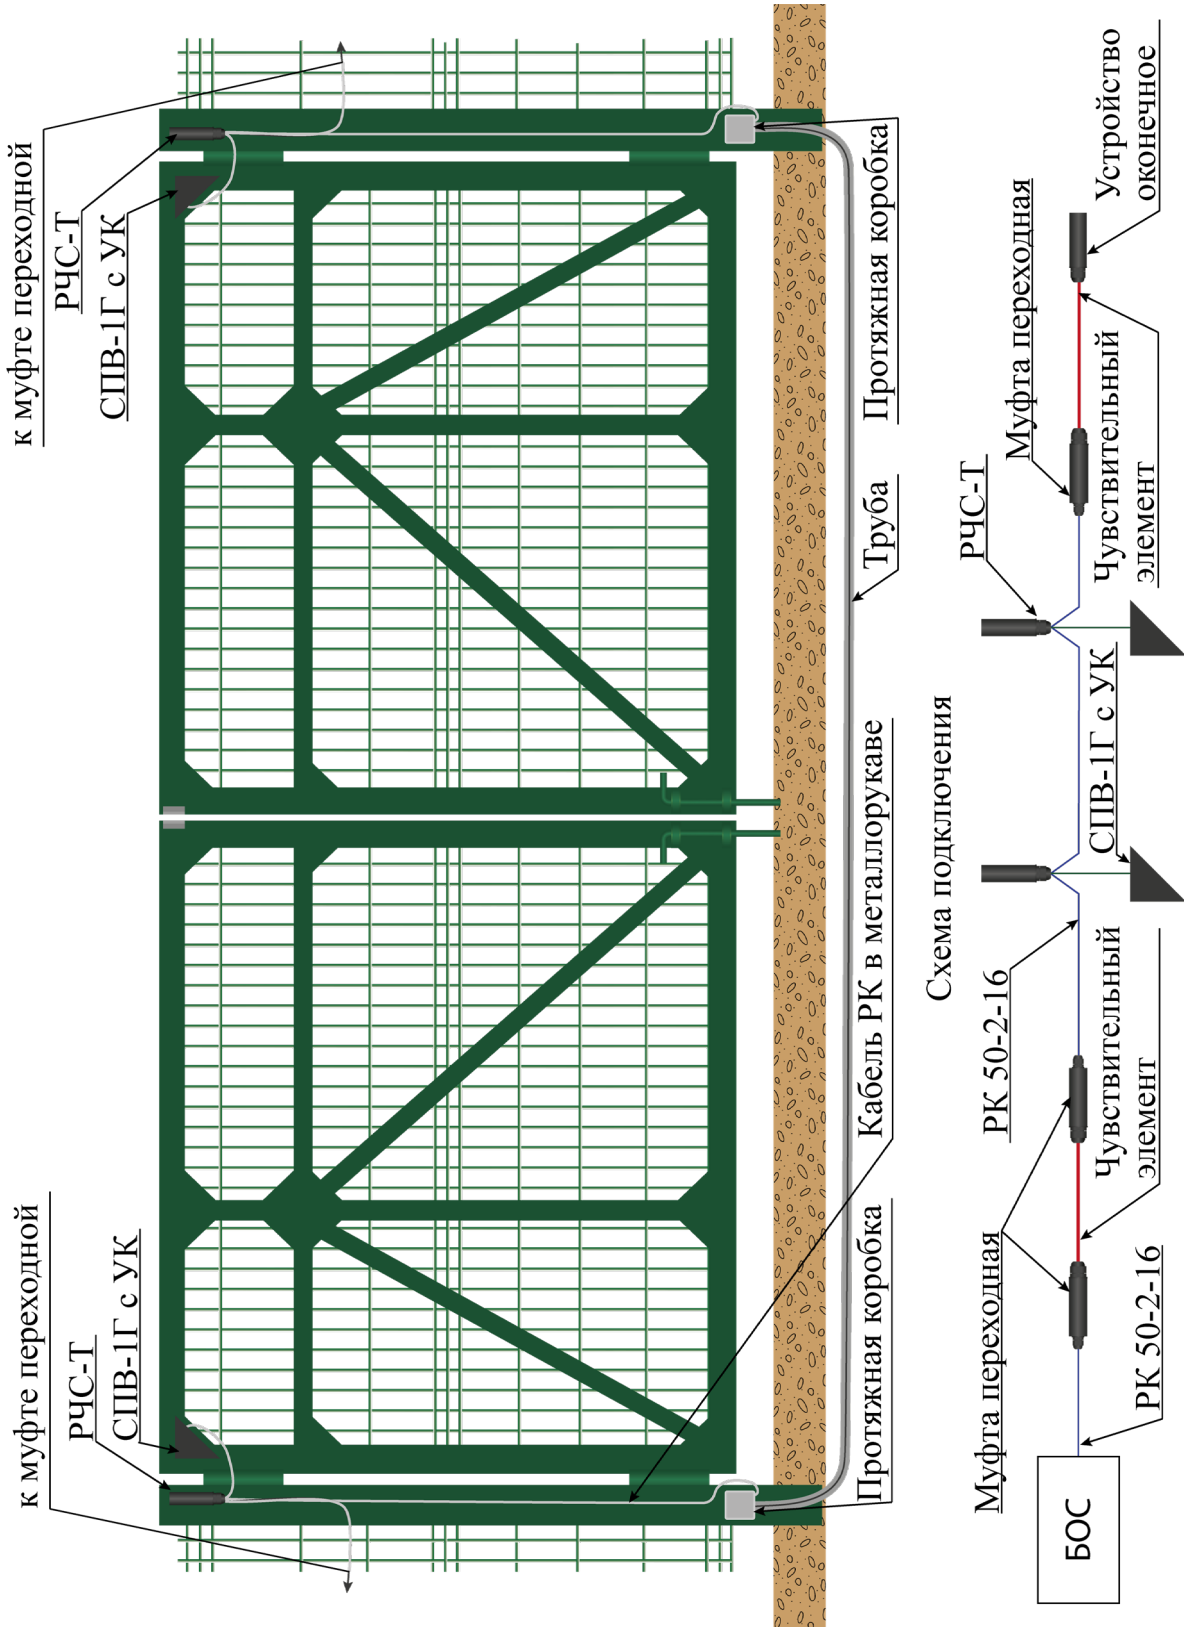 к муфте переходной
РЧС-Т
СПВ-1Г с УК
к муфте переходной
РЧС-Т
СПВ-1Г с УК
Протяжная коробка
Кабель РК в металлорукаве
Труба
Протяжная коробка
Схема подключения
Муфта переходная
РК 50-2-16
РЧС-Т
Муфта переходная
БОС
РК 50-2-16
Чувствительный
элемент
СПВ-1Г с УК
Чувствительный
элемент
Устройство
оконечное